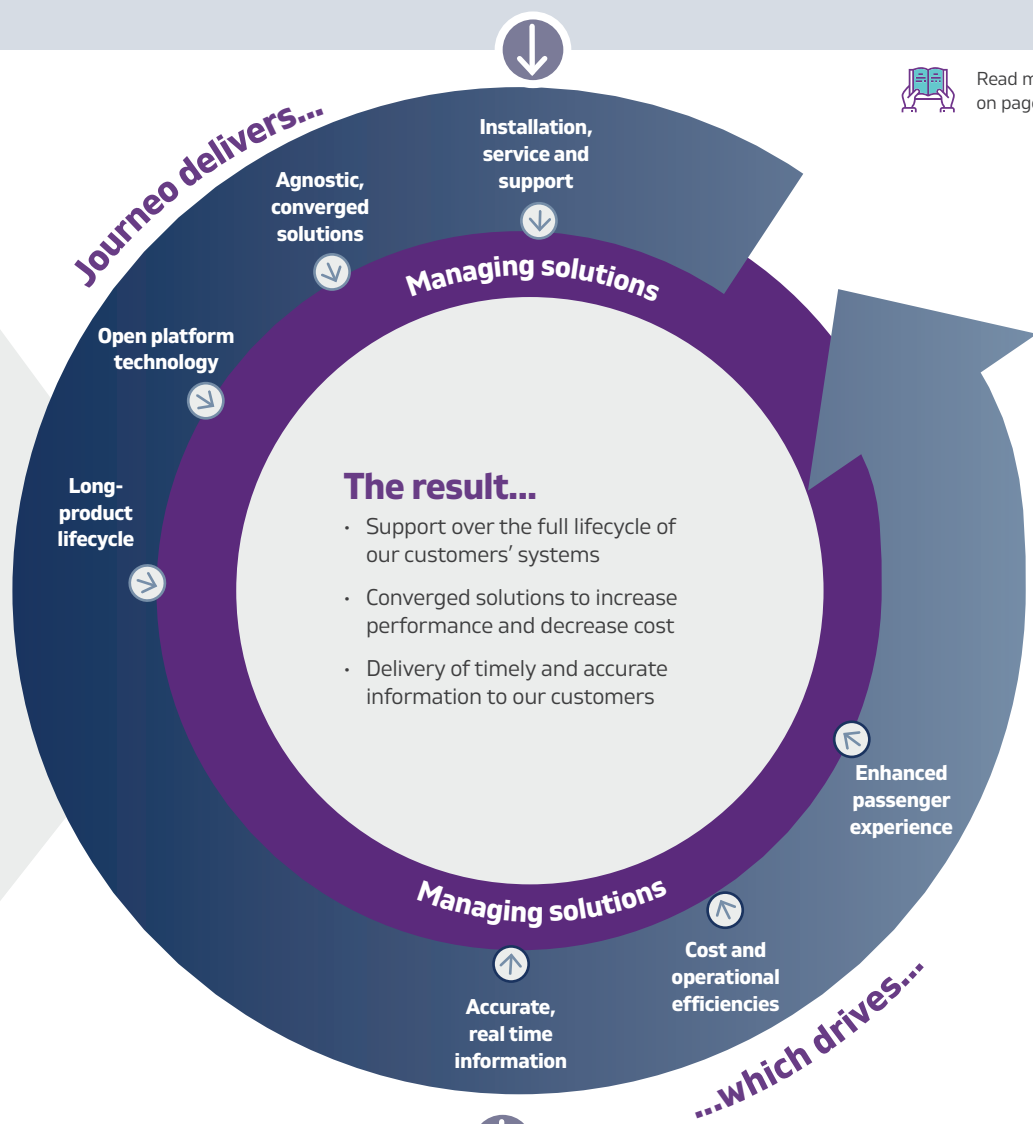 Read m
on page
Journeo delivers...
Installation,
service and
support
Agnostic,
converged
solutions
Open platform
technology
Long-
product
lifecycle
Managing solutions
The result...
· Support over the full lifecycle of
our customers' systems
· Converged solutions to increase
performance and decrease cost
· Delivery of timely and accurate
information to our customers
Managing solutions
Enhanced
passenger
experience
Cost and
operational
efficiencies
Accurate,
real time
information
...which drives...